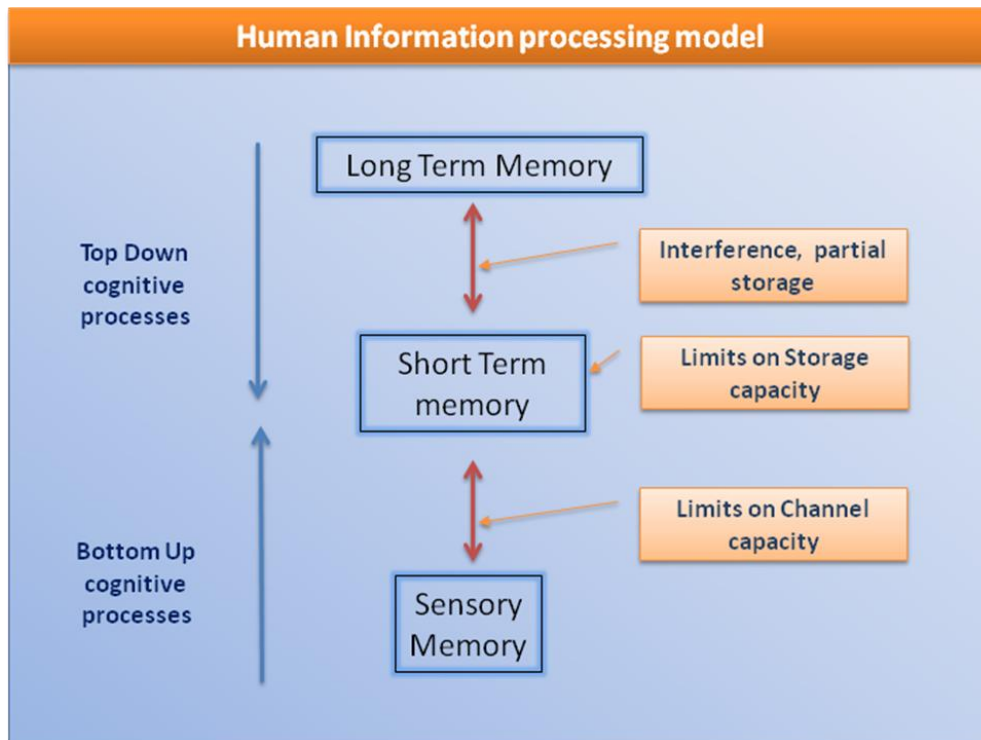 Human Information processing model
Long Term Memory
Top Down
cognitive
processes
Interference, partial
storage
Short Term
memory
Limits on Storage
capacity
Limits on Channel
capacity
Bottom Up
cognitive
processes
Sensory
Memory